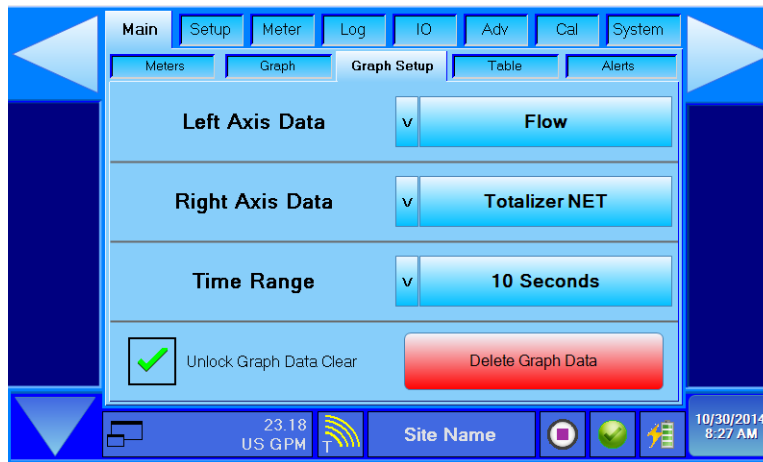 Main Setup Meter Log IO Adv Cal System
Meters Graph Graph Setup Table Alerts
Left Axis Data v Flow
Right Axis Data v Totalizer NET
Time Range v 10 Seconds
Unlock Graph Data Clear Delete Graph Data
23.18
US GPM T Site Name
10/30/2014
8:27 AM